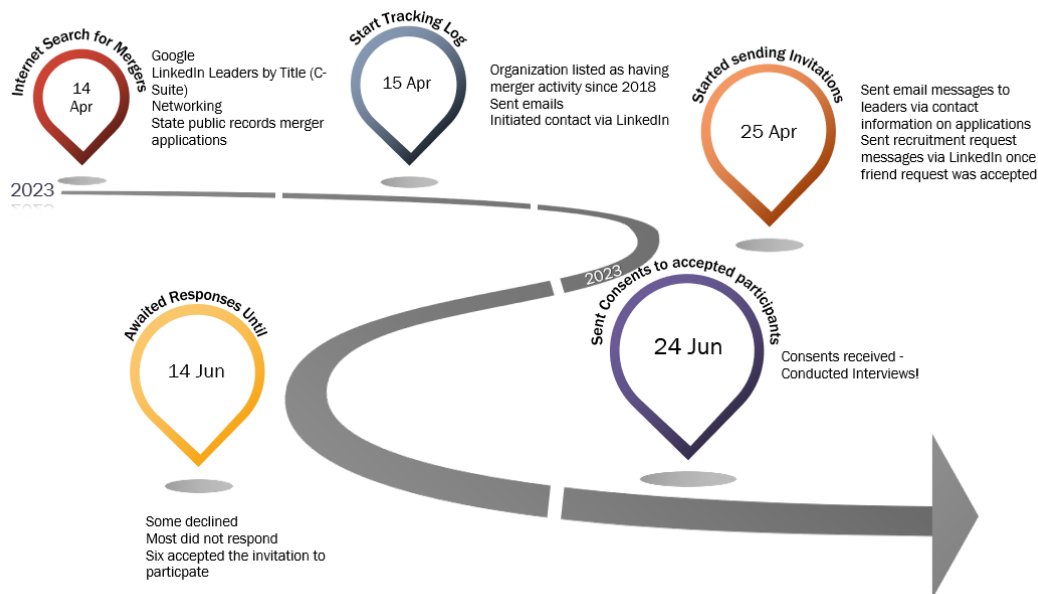 Internet Search for Mergers
14
Apr
Google
LinkedIn Leaders by Title (C-
Suite)
Networking
State public records merger
applications
Start Tracking Log
15 Apr
Organization listed as having
merger activity since 2018
Sent emails
Initiated contact via LinkedIn
Started sending Invitations
25 Apr
Sent email messages to
leaders via contact
information on applications
Sent recruitment request
messages via LinkedIn once
friend request was accepted
2023
2023
Awaited Responses Until
14 Jun
Some declined
Most did not respond
Six accepted the invitation to
particpate
Sent Consents to accepted participants
24 Jun
Consents received -
Conducted Interviews!